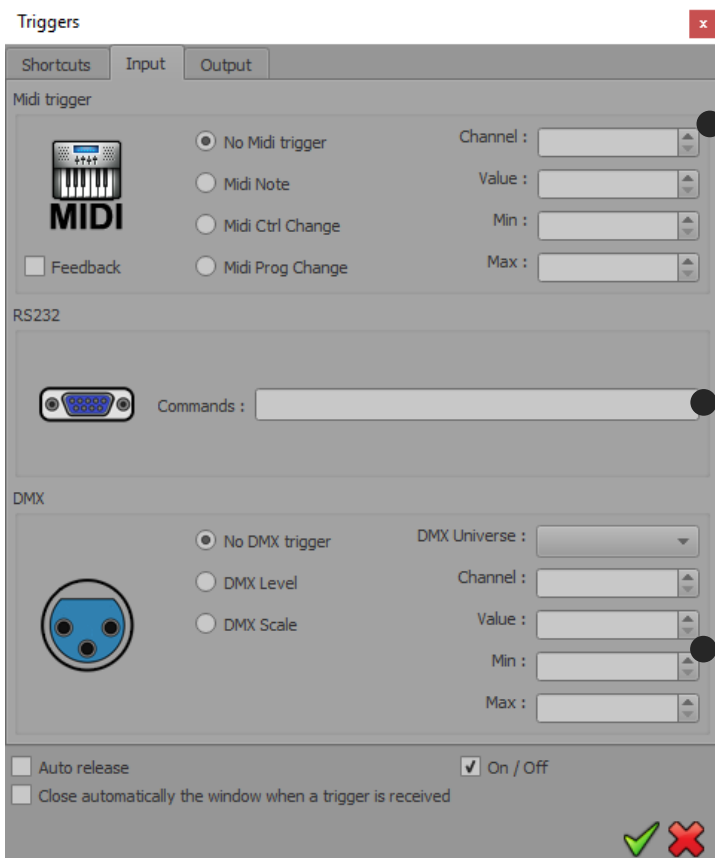 Triggers
x
Shortcuts Input Output
Midi trigger
No Midi trigger Channel :
Midi Note Value :
MIDI
Midi Ctrl Change Min :
Feedback Midi Prog Change Max :
RS232
Commands :
DMX
No DMX trigger DMX Universe :
DMX Level Channel :
DMX Scale Value :
Min :
Max :
Auto release On / Off
Close automatically the window when a trigger is received